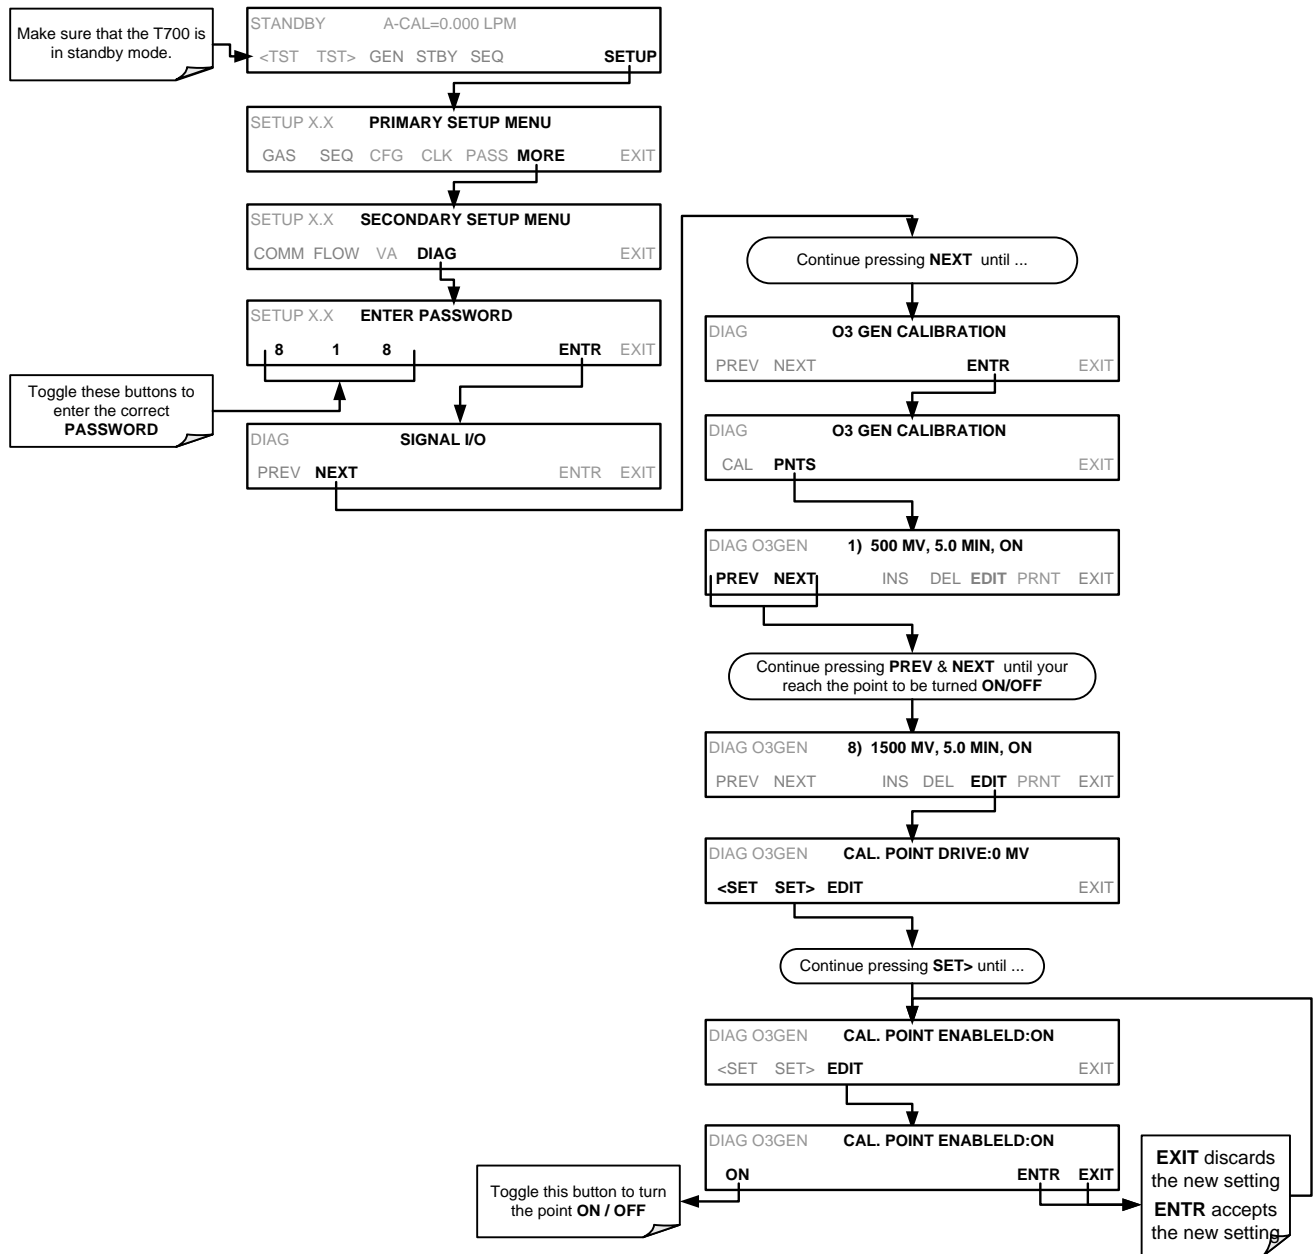 Make sure that the T700 is
in standby mode.
STANDBY A-CAL=0.000 LPM
<TST TST> GEN STBY SEQ SETUP
SETUP X.X PRIMARY SETUP MENU
GAS SEQ CFG CLK PASS MORE EXIT
SETUP X.X SECONDARY SETUP MENU
COMM FLOW VA DIAG EXIT
SETUP X.X ENTER PASSWORD
8 1 8 ENTR EXIT
Toggle these buttons to
enter the correct
PASSWORD
DIAG SIGNAL I/O
PREV NEXT ENTR EXIT
Continue pressing NEXT until ...
DIAG O3 GEN CALIBRATION
PREV NEXT ENTR EXIT
DIAG O3 GEN CALIBRATION
CAL PNTS EXIT
DIAG O3GEN 1) 500 MV, 5.0 MIN, ON
PREV NEXT INS DEL EDIT PRNT EXIT
Continue pressing PREV & NEXT until your
reach the point to be turned ON/OFF
DIAG O3GEN 8) 1500 MV, 5.0 MIN, ON
PREV NEXT INS DEL EDIT PRNT EXIT
DIAG O3GEN CAL. POINT DRIVE:0 MV
<SET SET> EDIT EXIT
Continue pressing SET> until ...
DIAG O3GEN CAL. POINT ENABLELD:ON
<SET SET> EDIT EXIT
DIAG O3GEN CAL. POINT ENABLELD:ON
ON ENTR EXIT
Toggle this button to turn
the point ON / OFF
EXIT discards
the new setting
ENTR accepts
the new setting